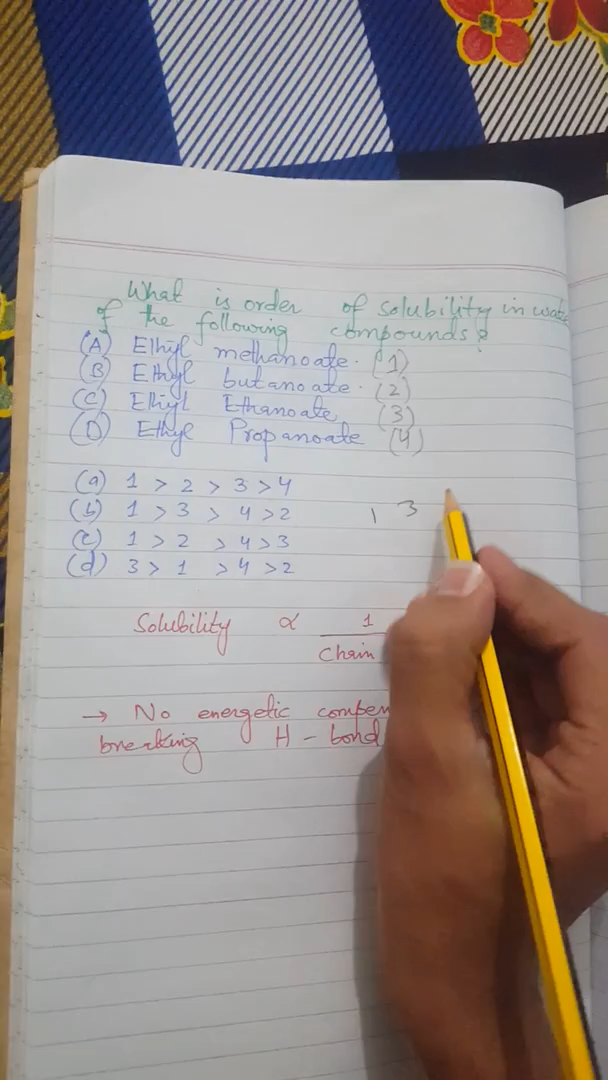 What is order of solubility in wate
of the following compounds?
(A) Ethyl methanoate. (1)
(B) Ethyl butanoate. (2)
(C) Ethyl Ethanoate (3)
(D) Ethyl Propanoate (4)
(a) 1 > 2 > 3 > 4
(b) 1 > 3 > 4 > 2
(c) 1 > 2 > 4 > 3
(d) 3 > 1 > 4 > 2
1 3
Solubility ∝ 1
Chain
→ No energetic compen
breaking H - bond